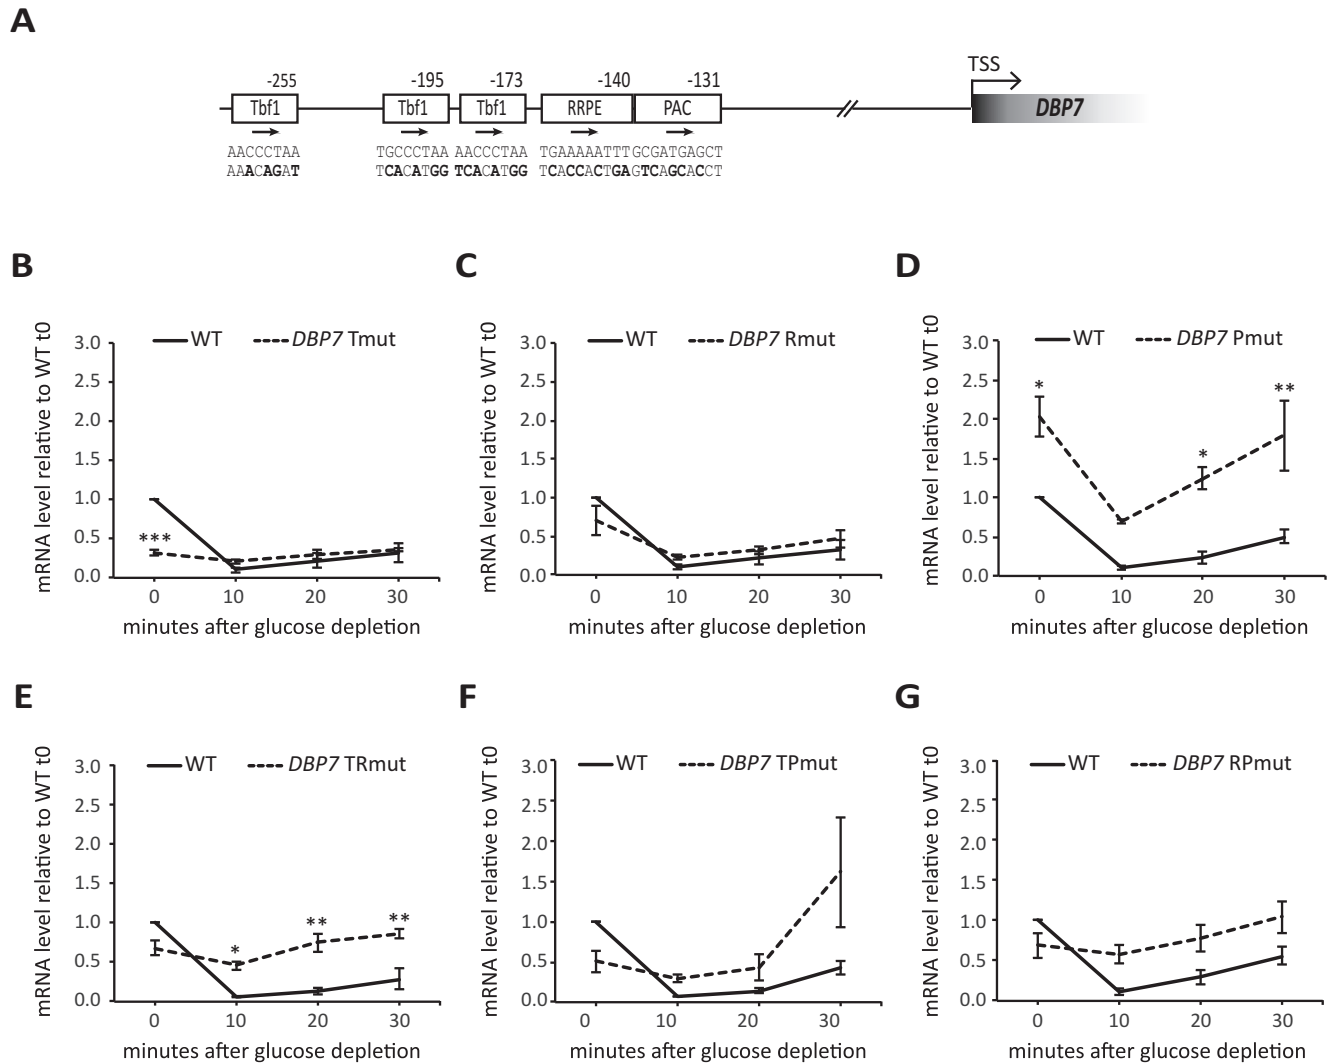 A
-255
-195
-173
-140
-131
TSS
Tbf1
Tbf1
Tbf1
RRPE
PAC
DBP7
AACCCTAA
TGCCCTAA
AACCCTAA
TGAAAAATTTGCGATGAGCT
AAACAGAT
TCACATGG
TCACATGG
TCACCACTGAGTCAGCACCT
B
mRNA level relative to WT t0
WT
DBP7 Tmut
3.0
2.5
2.0
1.5
1.0
0.5
0.0
***
0
10
20
30
minutes after glucose depletion
C
mRNA level relative to WT t0
WT
DBP7 Rmut
3.0
2.5
2.0
1.5
1.0
0.5
0.0
0
10
20
30
minutes after glucose depletion
D
mRNA level relative to WT t0
WT
DBP7 Pmut
3.0
2.5
2.0
1.5
1.0
0.5
0.0
*
*
**
0
10
20
30
minutes after glucose depletion
E
mRNA level relative to WT t0
WT
DBP7 TRmut
3.0
2.5
2.0
1.5
1.0
0.5
0.0
*
**
**
0
10
20
30
minutes after glucose depletion
F
mRNA level relative to WT t0
WT
DBP7 TPmut
3.0
2.5
2.0
1.5
1.0
0.5
0.0
0
10
20
30
minutes after glucose depletion
G
mRNA level relative to WT t0
WT
DBP7 RPmut
3.0
2.5
2.0
1.5
1.0
0.5
0.0
0
10
20
30
minutes after glucose depletion